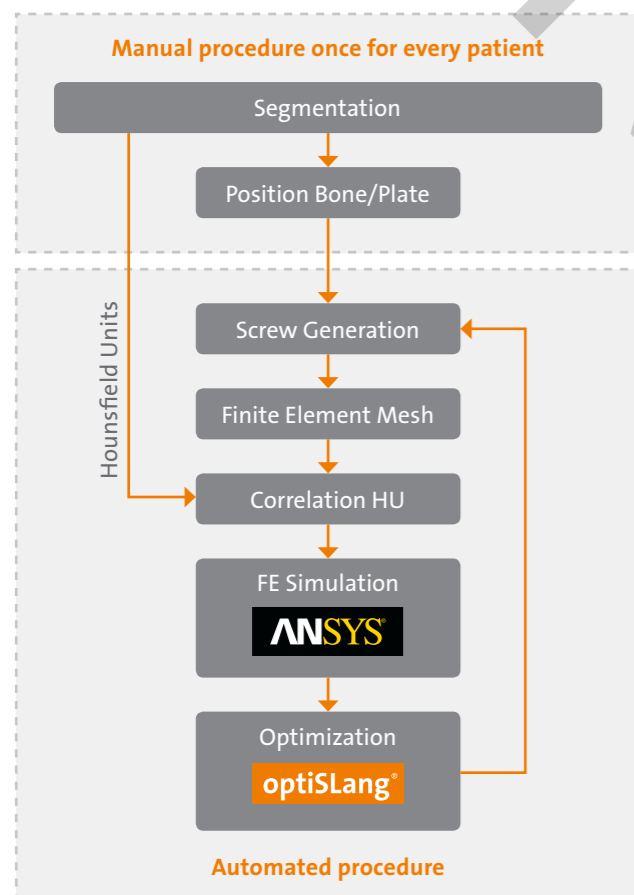 Manual procedure once for every patient
Segmentation
Position Bone/Plate
Hounsfield Units
Screw Generation
Finite Element Mesh
Correlation HU
FE Simulation
ANSYS®
Optimization
optiSLang®
Automated procedure